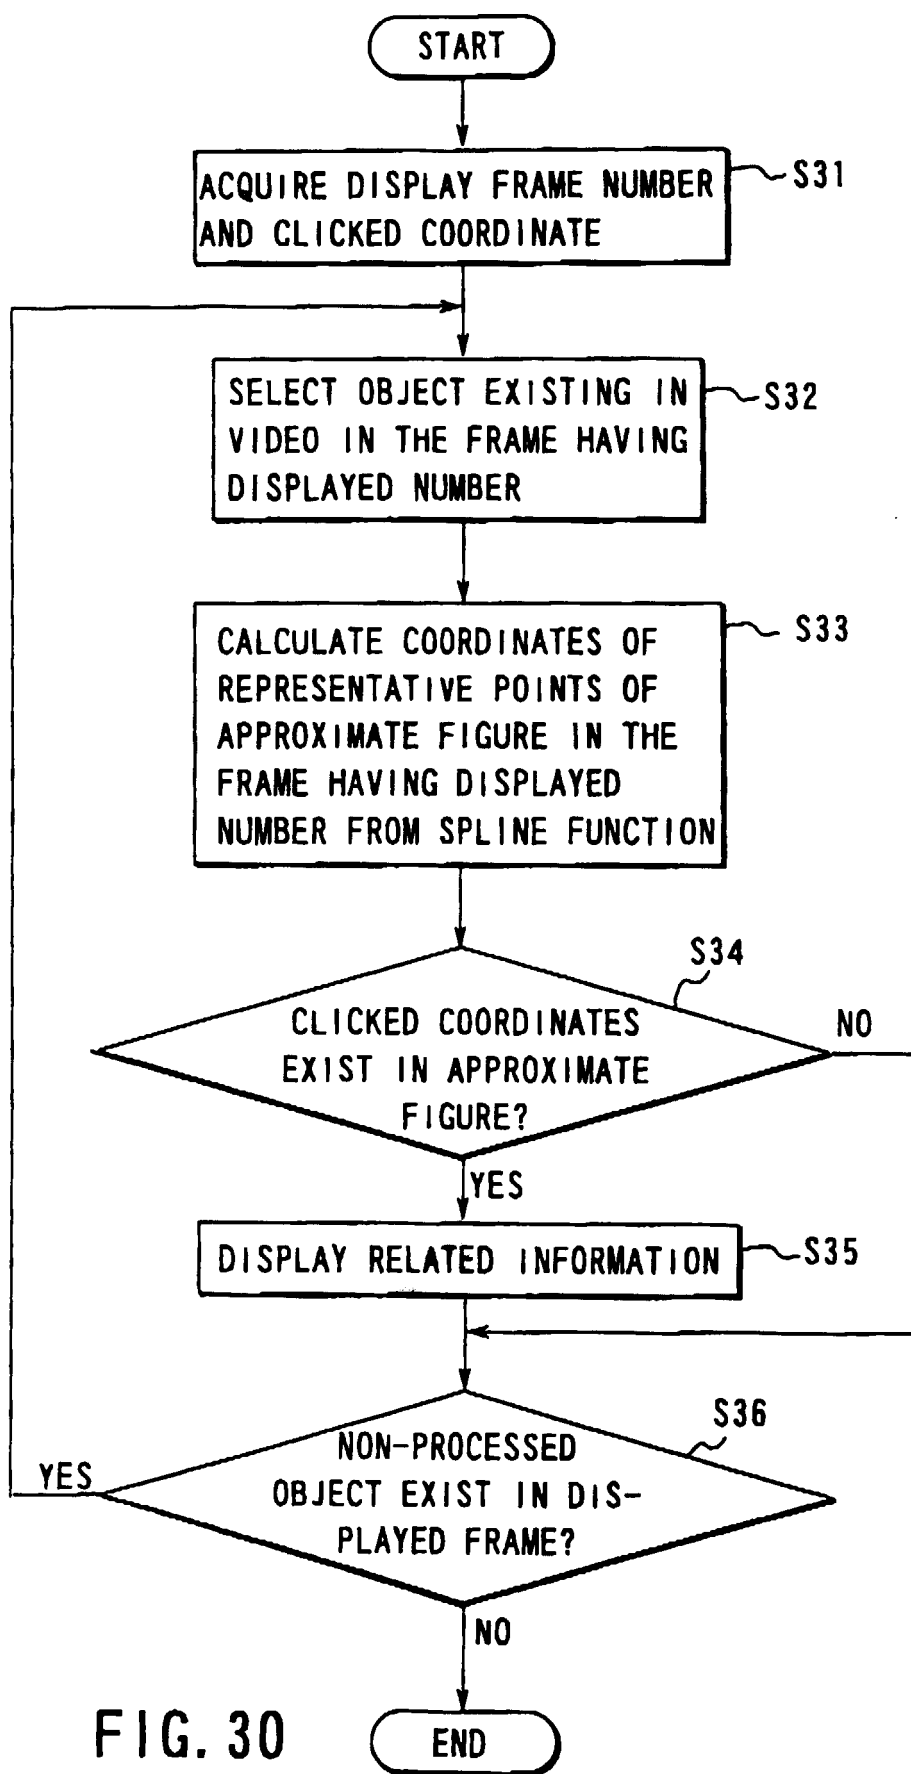 START
ACQUIRE DISPLAY FRAME NUMBER
AND CLICKED COORDINATE
S31
SELECT OBJECT EXISTING IN
VIDEO IN THE FRAME HAVING
DISPLAYED NUMBER
S32
CALCULATE COORDINATES OF
REPRESENTATIVE POINTS OF
APPROXIMATE FIGURE IN THE
FRAME HAVING DISPLAYED
NUMBER FROM SPLINE FUNCTION
S33
S34
CLICKED COORDINATES
EXIST IN APPROXIMATE
FIGURE?
NO
YES
DISPLAY RELATED INFORMATION
S35
S36
NON-PROCESSED
OBJECT EXIST IN DIS-
PLAYED FRAME?
YES
NO
END
FIG. 30